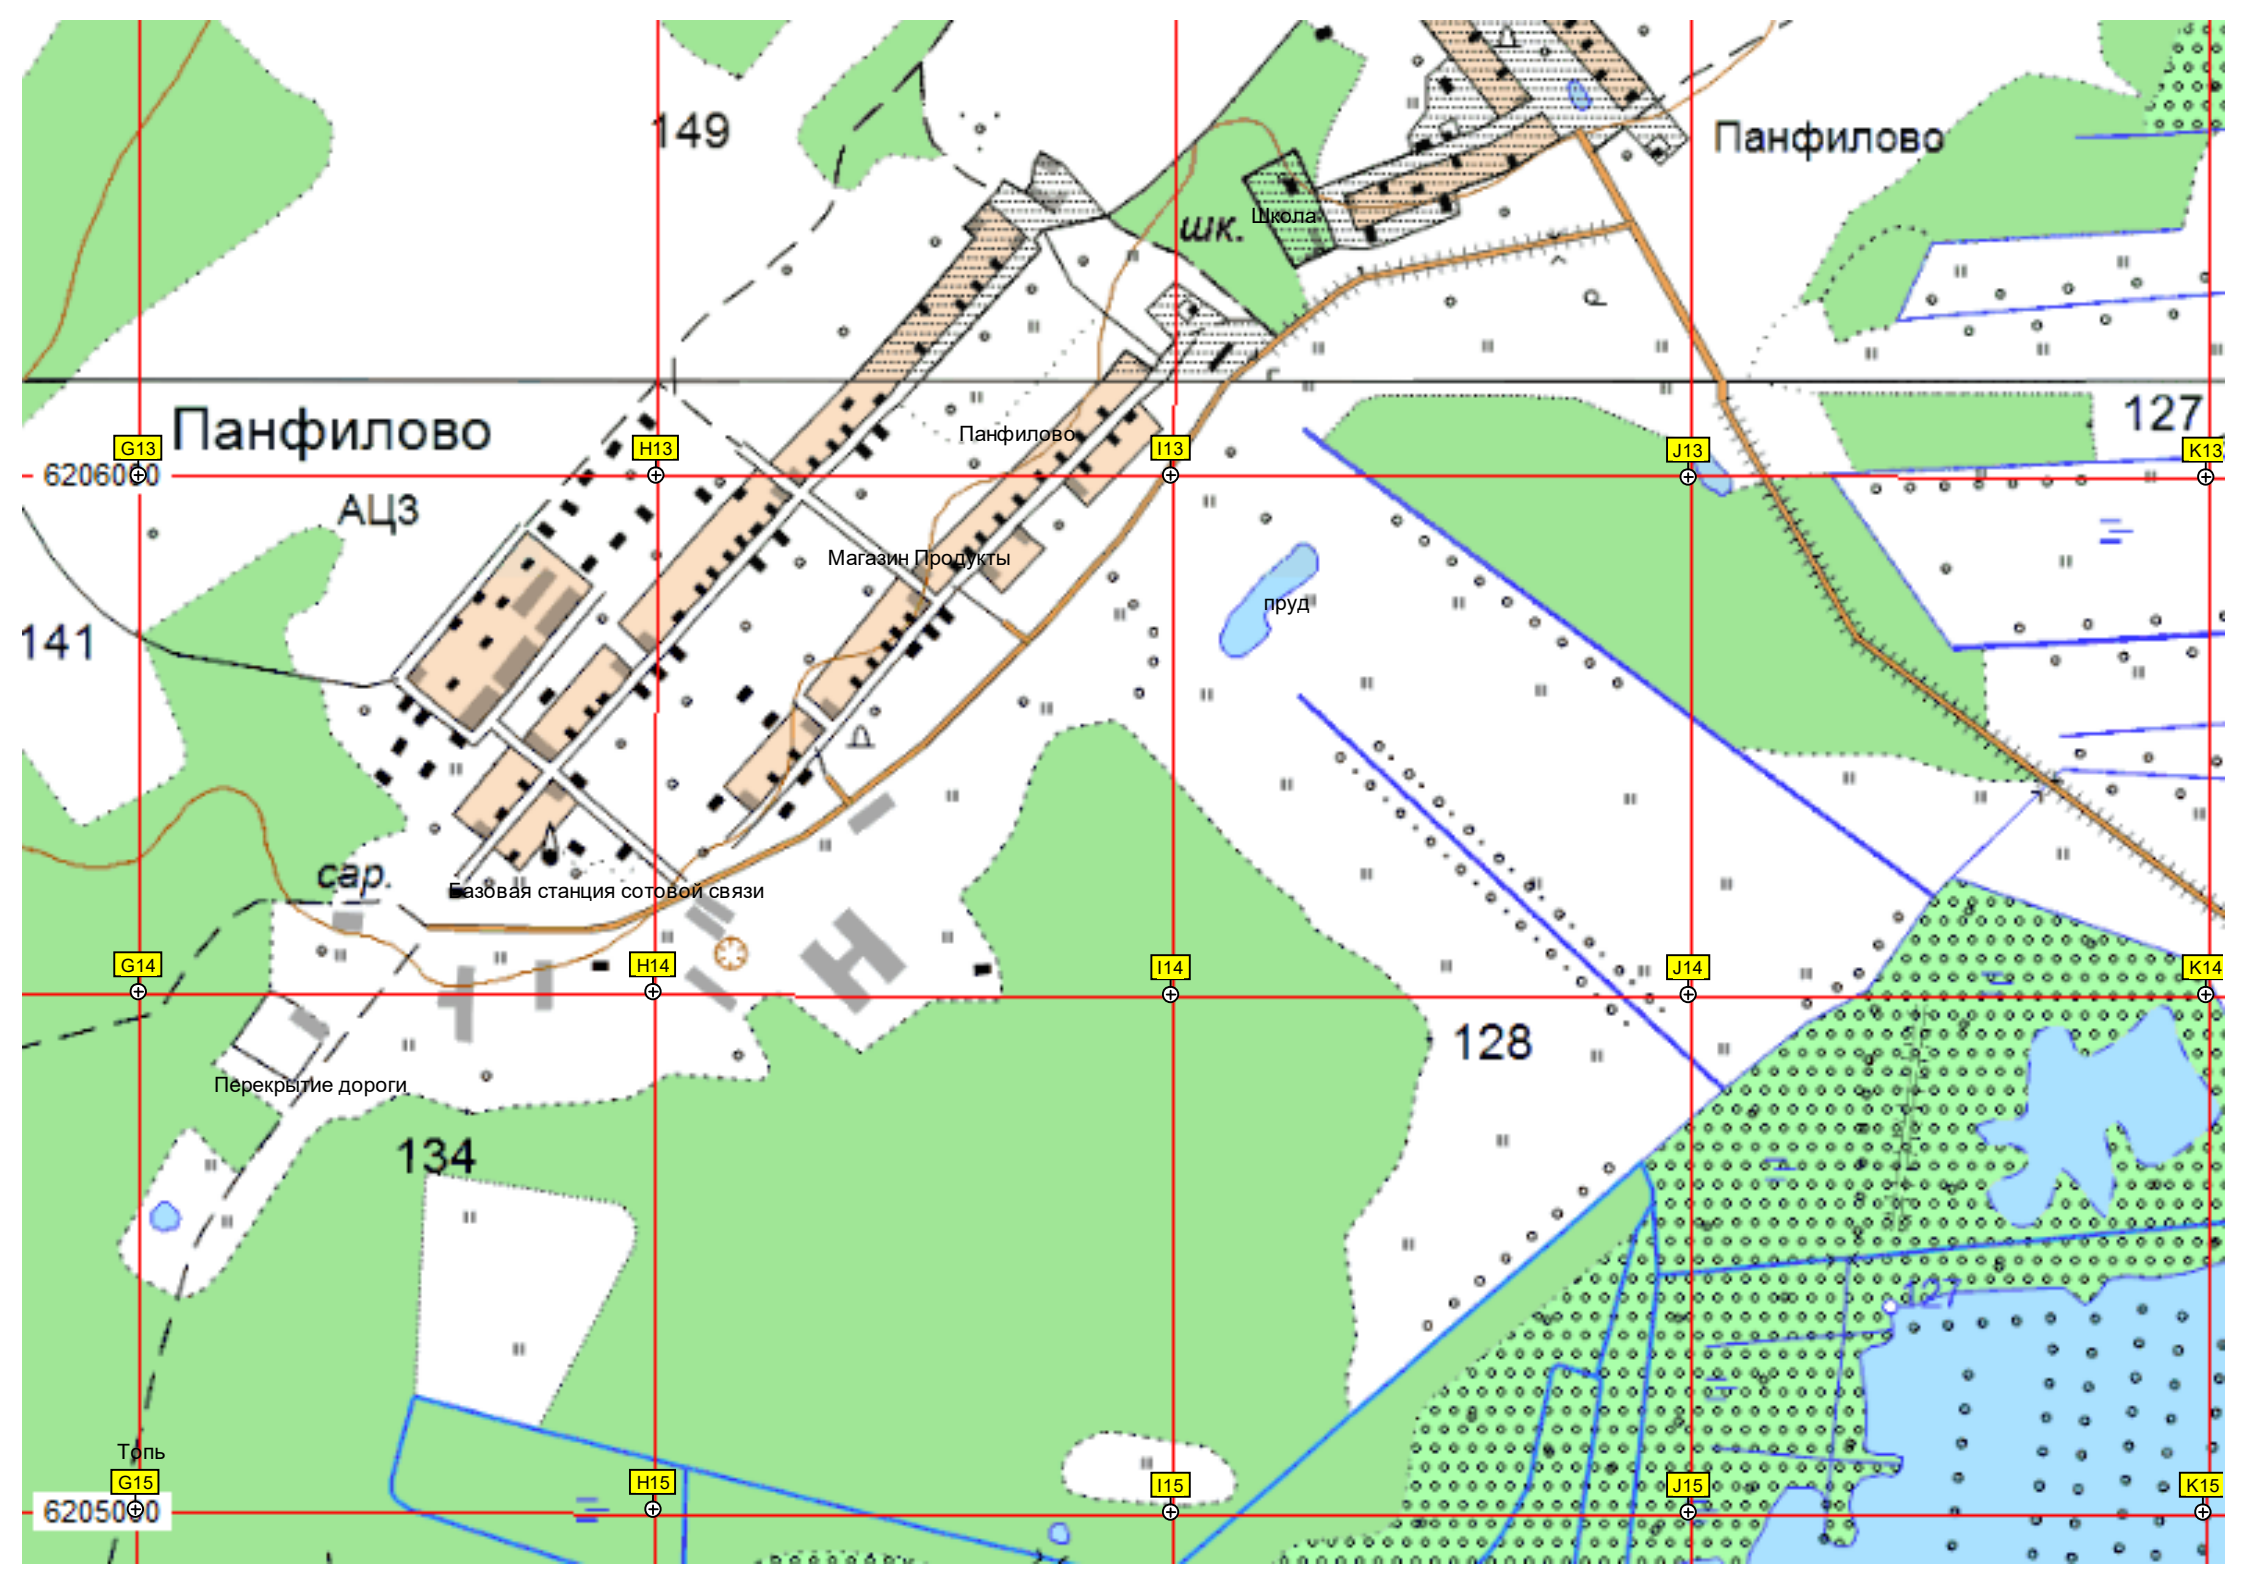 149
Панфилово
шк.
Школа
Панфилово
127
Панфилово
G13
H13
I13
J13
K13
6206000
АЦЗ
Магазин Продукты
пруд
141
сар.
Базовая станция сотовой связи
G14
H14
I14
J14
K14
128
Перекрытие дороги
134
127
Топь
G15
H15
I15
J15
K15
6205000